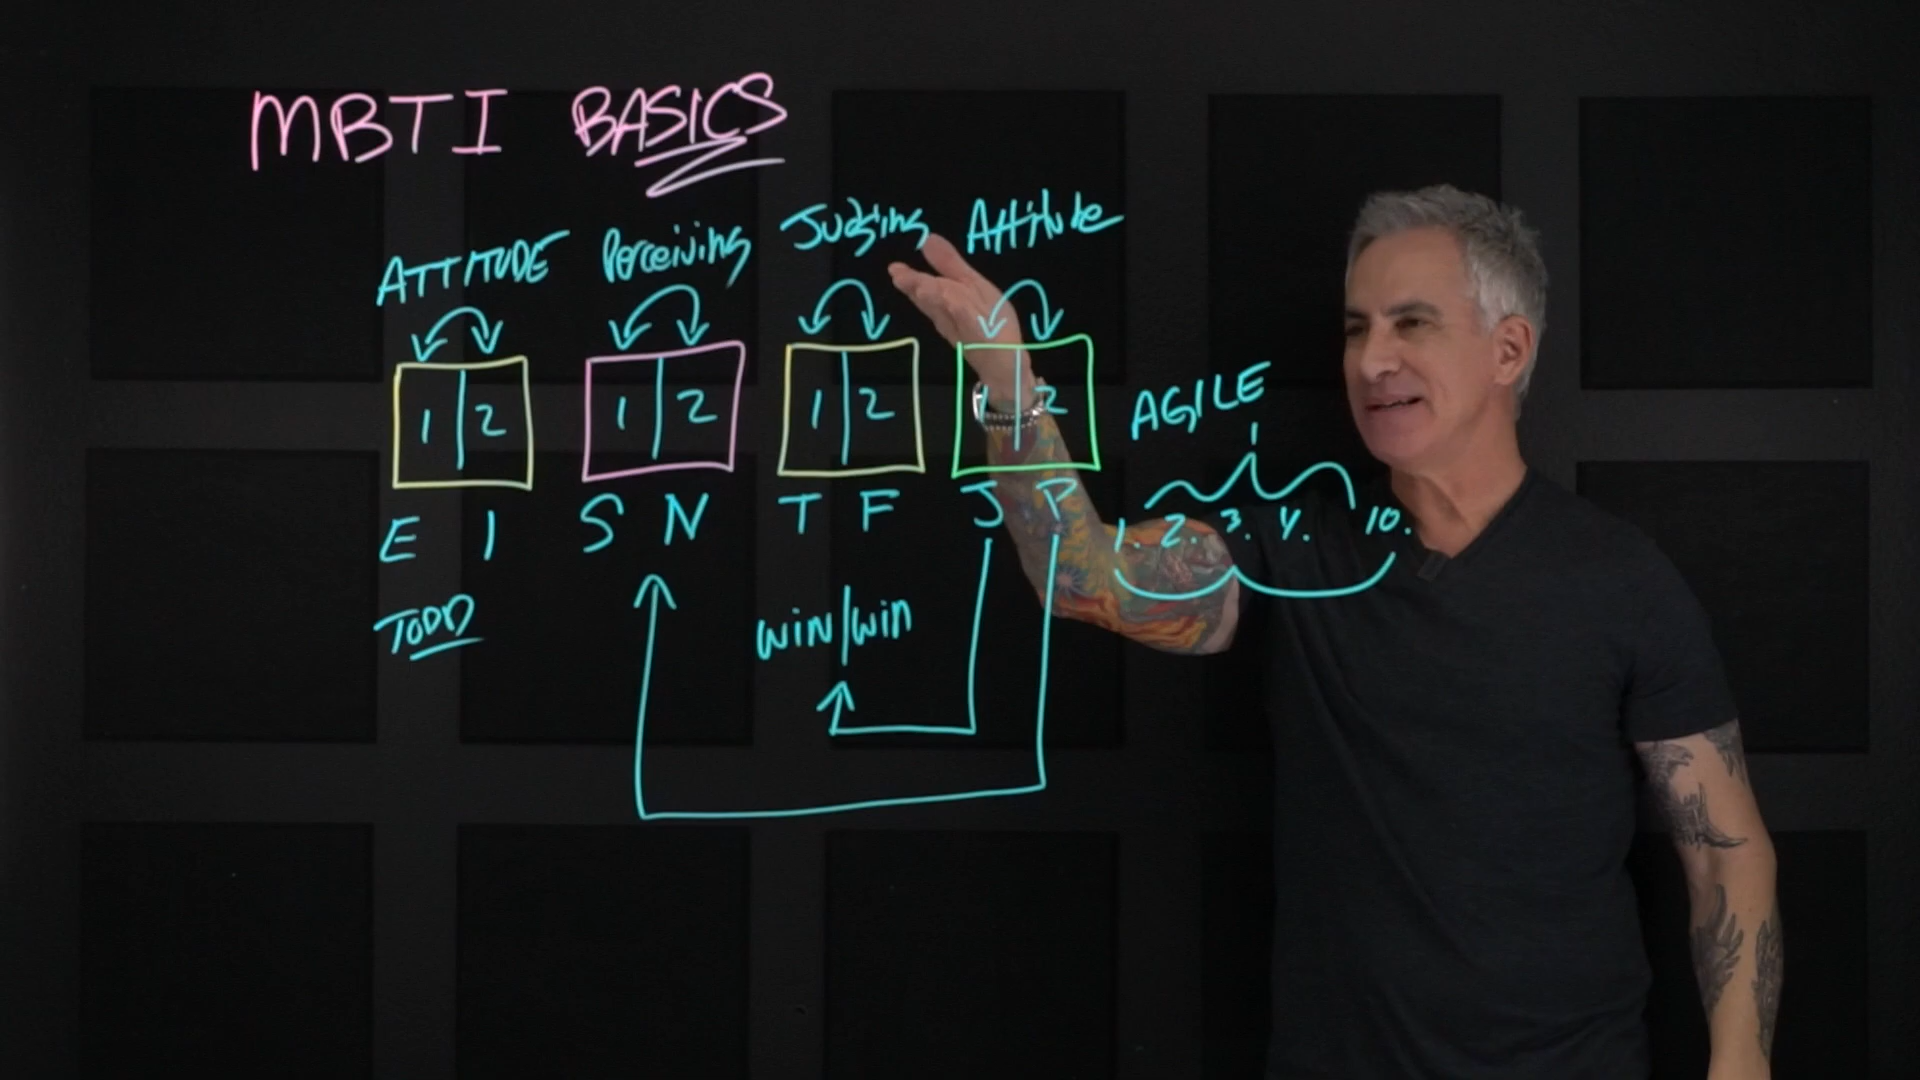 MBTI BASICS
ATTITUDE Perceiving Judging Attitude
1 2 1 2 1 2 1 2
AGILE
E I S N T F J P
1. 2. 3. 4. 10.
TODD
WIN/WIN